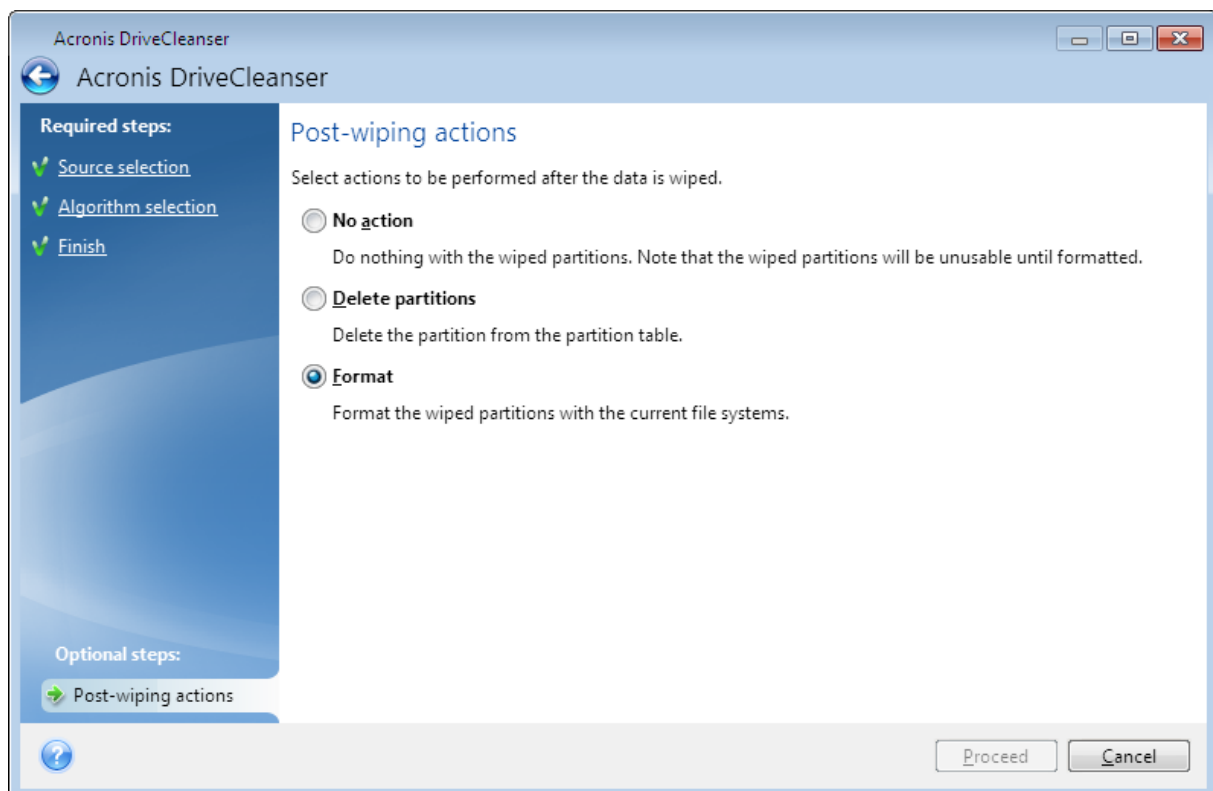 Acronis DriveCleanser
Acronis DriveCleanser
Required steps:
Source selection
Algorithm selection
Finish
Post-wiping actions
Select actions to be performed after the data is wiped.
No action
Do nothing with the wiped partitions. Note that the wiped partitions will be unusable until formatted.
Delete partitions
Delete the partition from the partition table.
Format
Format the wiped partitions with the current file systems.
Optional steps:
Post-wiping actions
?
Proceed
Cancel